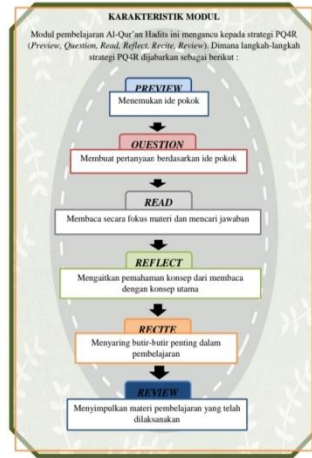 KARAKTERISTIK MODUL
Modul pembelajaran Al-Qur'an Hadits ini mengancu kepada strategi PQ4R
(Preview, Question, Read, Reflect, Recite, Review). Dimana langkah-langkah
strategi PQ4R dijabarkan sebagai berikut :
PREVIEW
Menemukan ide pokok
QUESTION
Membuat pertanyaan berdasarkan ide pokok
READ
Membaca secara fokus materi dan mencari jawaban
REFLECT
Mengaitkan pemahaman konsep dari membaca
dengan konsep utama
RECITE
Menyaring butir-butir penting dalam
pembelajaran
REVIEW
Menyimpulkan materi pembelajaran yang telah
dilaksanakan